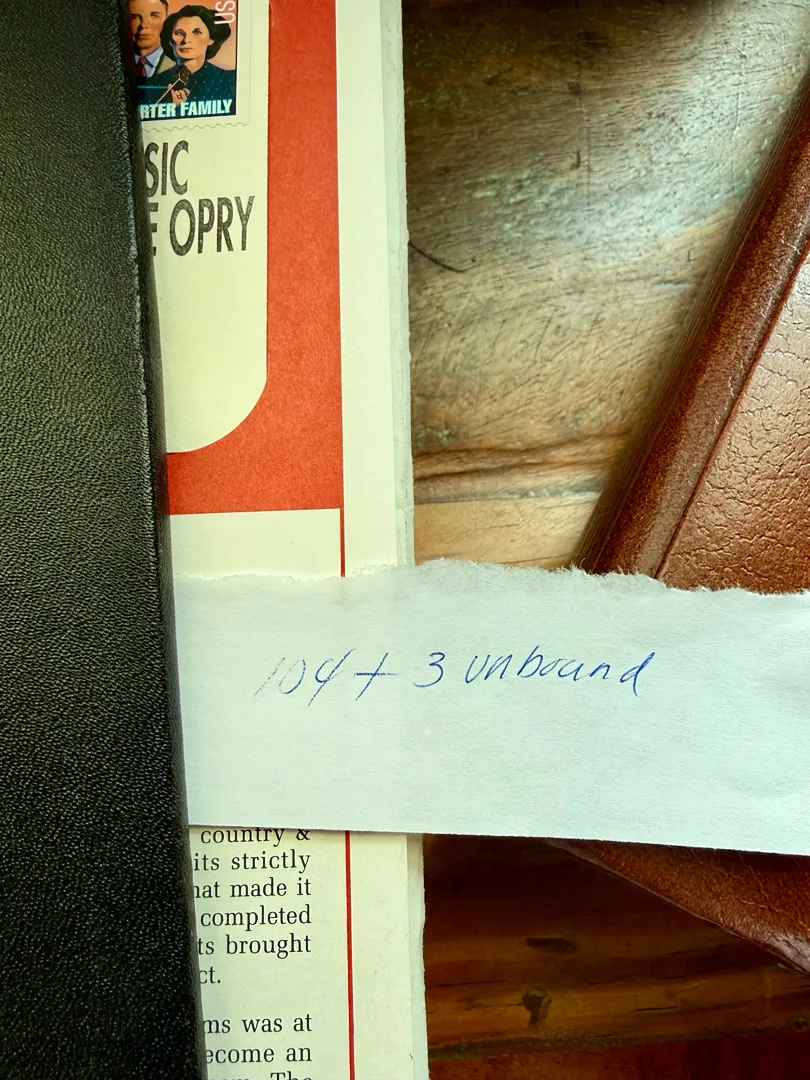 US
RTER FAMILY
SIC
E OPRY
104 + 3 unbound
country &
its strictly
hat made it
completed
ts brought
ct.
ms was at
ecome an
The